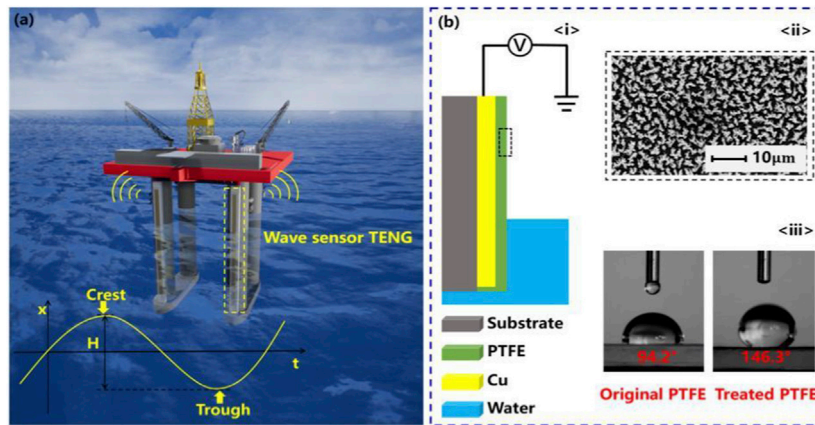 (a)
Wave sensor TENG
x
Crest
H
t
Trough
(b)
<i>
V
<ii>
10μm
<iii>
Substrate
PTFE
Cu
Water
94.2°
146.3°
Original PTFE
Treated PTFE